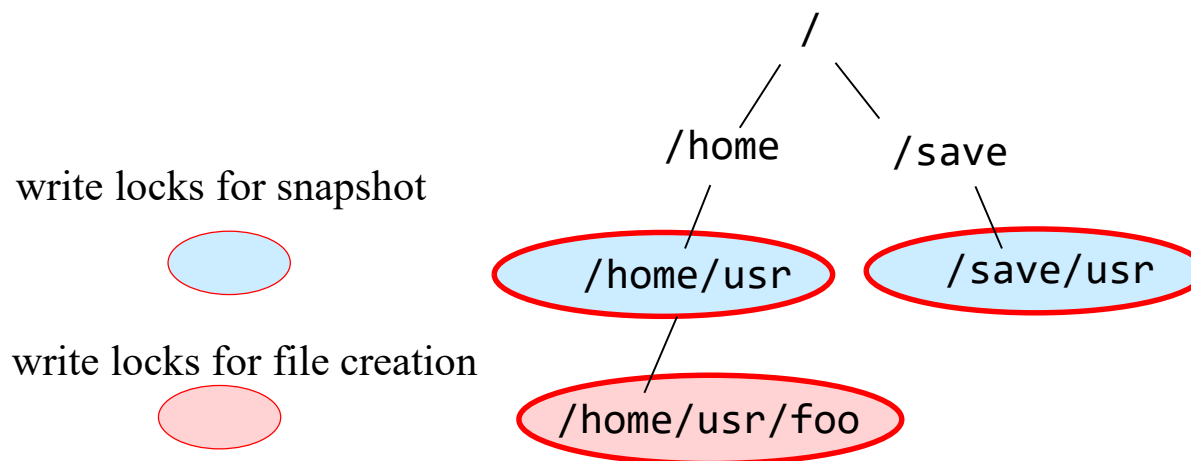 /
/home
/save
write locks for snapshot
/home/usr
/save/usr
write locks for file creation
/home/usr/foo